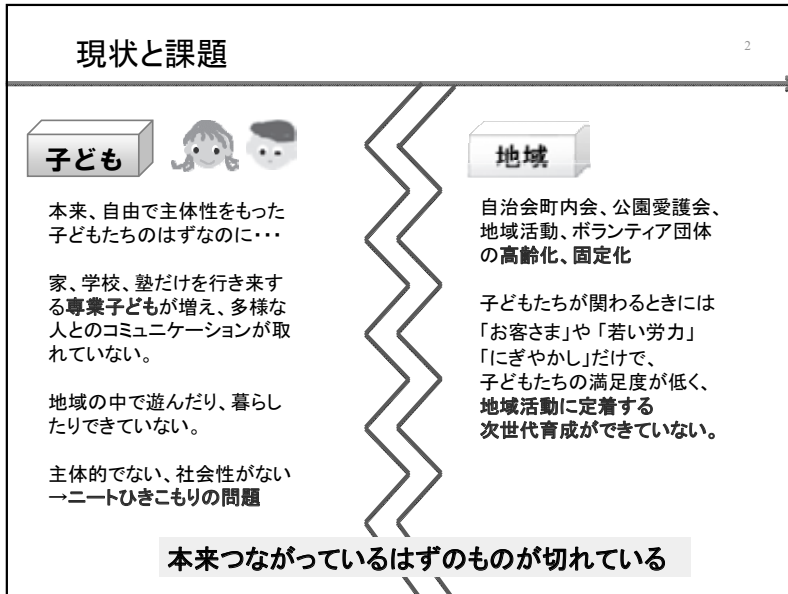 現状と課題
2
子ども
本来、自由で主体性をもった
子どもたちのはずなのに・・・
家、学校、塾だけを行き来す
る専業子どもが増え、多様な
人とのコミュニケーションが取
れていない。
地域の中で遊んだり、暮らし
たりできていない。
主体的でない、社会性がない
→ニートひきこもりの問題
地域
自治会町内会、公園愛護会、
地域活動、ボランティア団体
の高齢化、固定化
子どもたちが関わるときには
「お客さま」や「若い労力」
「にぎやかし」だけで、
子どもたちの満足度が低く、
地域活動に定着する
次世代育成ができていない。
本来つながっているはずのものが切れている